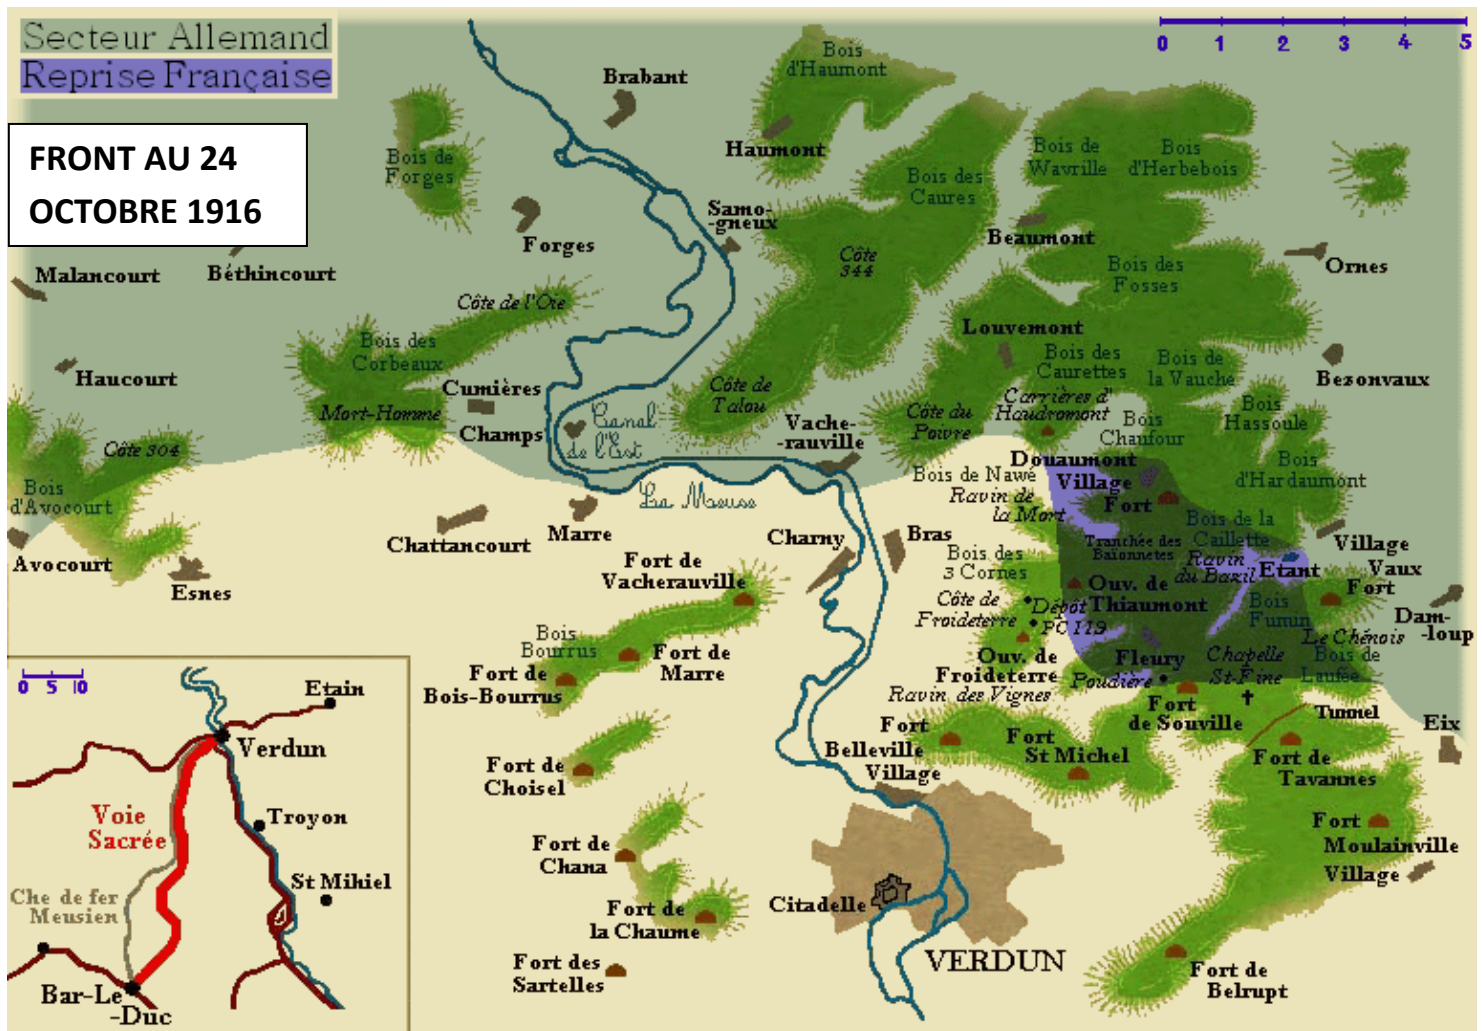 Secteur Allemand
Reprise Française
FRONT AU 24
OCTOBRE 1916
0 1 2 3 4 5
Bois
d'Haumont
Brabant
Haumont
Bois de
Forges
Bois de
Wavrille
Bois
d'Herbebois
Bois des
Caures
Samo-
-gneux
Forges
Beaumont
Malancourt
Béthincourt
Côte
344
Bois des
Fosses
Ornes
Côte de l'Oie
Louvemont
Bois des
Corbeaux
Haucourt
Bois des
Caurettes
Bois de
la Vauche
Bezonvaux
Cumières
Côte de
Talou
Carrières d'
Haudromont
Mort-Homme
Champs
Canal
de l'Est
Vache-
-rauville
Côte du
Poivre
Bois
Chaufour
Bois
Hassoule
Côte 304
Douaumont
Village
Fort
Bois
d'Avocourt
Bois de Nawé
Ravin de
la Mort
Bois
d'Hardaumont
La Meuse
Marre
Chattancourt
Charny
Bras
Tranchée des
Baïonnetes
Bois de la
Caillette
Ravin
du Bazil
Etant
Village
Vaux
Fort
Avocourt
Esnes
Fort de
Vacherauville
Bois des
3 Cornes
Ouv. de
Thiaumont
Bois
Fumin
Dam-
-loup
Côte de
Froideterre
Dépôt
PC 119
Bois
Bourrus
Fort de
Marre
Ouv. de
Froideterre
Fleury
Chapelle
St-Fine
Le Chénois
Bois de
Laufée
Fort de
Bois-Bourrus
Ravin des Vignes
Poudière
Fort
de Souville
Tunnel
Eix
Fort
Belleville
Village
Fort
St Michel
Fort de
Tavannes
Fort de
Choisel
Fort
Moulainville
Village
Fort de
Chana
Citadelle
Fort de
la Chaume
VERDUN
Fort des
Sartelles
Fort de
Belrupt
0 5 10
Etain
Verdun
Voie
Sacrée
Troyon
Che de fer
Meusien
St Mihiel
Bar-Le
-Duc